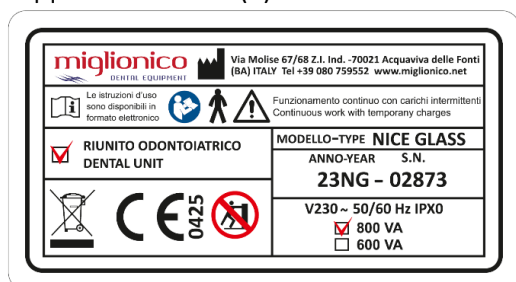 miglionico
DENTAL EQUIPMENT
Via Molise 67/68 Z.I. Ind. -70021 Acquaviva delle Fonti
(BA) ITALY Tel +39 080 759552 www.miglionico.net
Le istruzioni d'uso
sono disponibili in
formato elettronico
Funzionamento continuo con carichi intermittenti
Continuous work with temporany charges
RIUNITO ODONTOIATRICO
DENTAL UNIT
MODELLO-TYPE NICE GLASS
ANNO-YEAR S.N.
23NG - 02873
CE 0425
V230~ 50/60 Hz IPX0
800 VA
600 VA